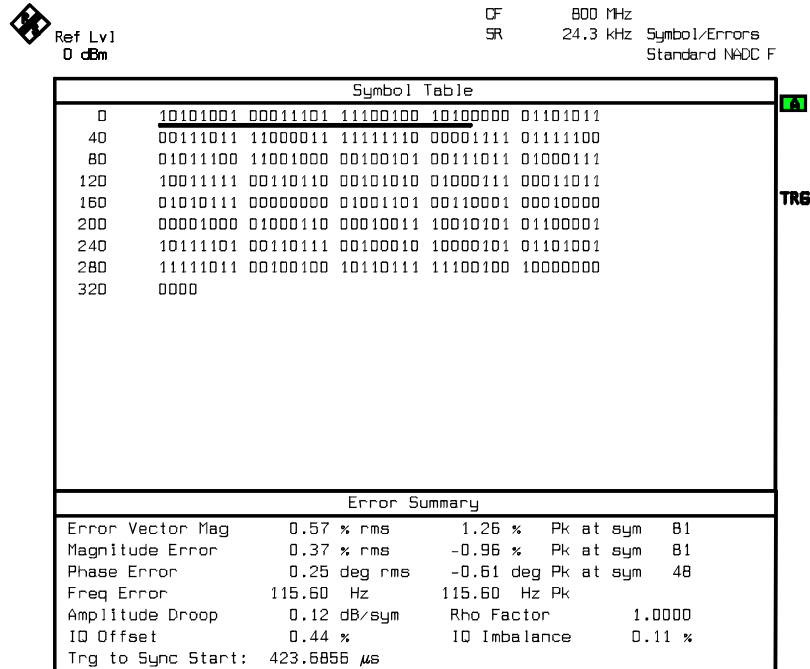 CF 800 MHz
Ref Lvl SR 24.3 kHz Symbol/Errors
0 dBm Standard NADC F
Symbol Table
A
0 10101001 00011101 11100100 10100000 01101011
40 00111011 11000011 11111110 00001111 01111100
80 01011100 11001000 00100101 00111011 01000111
120 10011111 00110110 00101010 01000111 00011011
160 01010111 00000000 01001101 00110001 00010000
TRG
200 00001000 01000110 00010011 10010101 01100001
240 10111101 00110111 00100010 10000101 01101001
280 11111011 00100100 10110111 11100100 10000000
320 0000
Error Summary
Error Vector Mag 0.57 % rms 1.26 % Pk at sym 81
Magnitude Error 0.37 % rms -0.96 % Pk at sym 81
Phase Error 0.25 deg rms -0.61 deg Pk at sym 48
Freq Error 115.60 Hz 115.60 Hz Pk
Amplitude Droop 0.12 dB/sym Rho Factor 1.0000
IQ Offset 0.44 % IQ Imbalance 0.11 %
Trg to Sync Start: 423.6856 µs